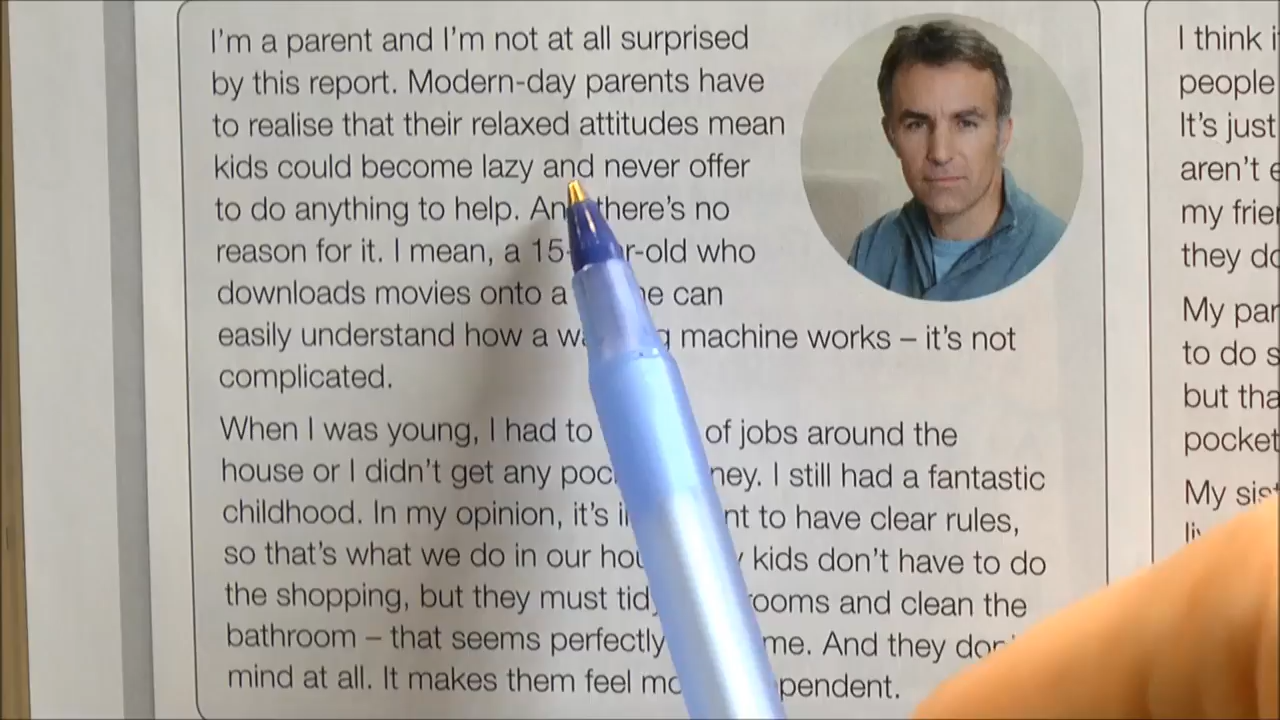 I'm a parent and I'm not at all surprised
by this report. Modern-day parents have
to realise that their relaxed attitudes mean
kids could become lazy and never offer
to do anything to help. And there's no
reason for it. I mean, a 15- r-old who
downloads movies onto a can
easily understand how a machine works – it's not
complicated.
When I was young, I had to of jobs around the
house or I didn't get any . I still had a fantastic
childhood. In my opinion, it's to have clear rules,
so that's what we do in our kids don't have to do
the shopping, but they must and clean the
bathroom – that seems perfectly me. And they
mind at all. It makes them feel
I think
people
It's just
aren't
my
they
My
to do
but
pocket
My